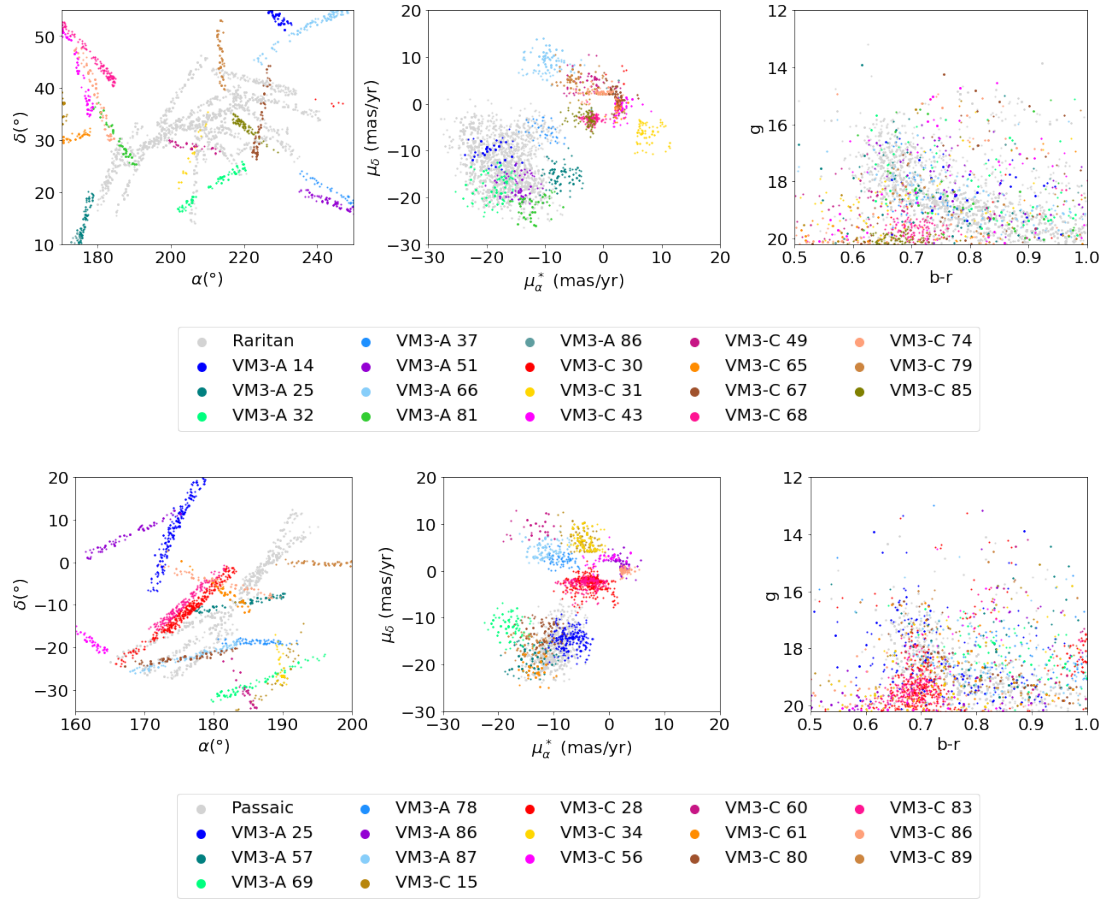 50
40
30
20
10
180
200
220
240
δ(°)
α(°)
20
10
0
−10
−20
−30
−30
−20
−10
0
10
20
μδ (mas/yr)
μ*α (mas/yr)
12
14
16
18
20
0.5
0.6
0.7
0.8
0.9
1.0
g
b-r
Raritan
VM3-A 14
VM3-A 25
VM3-A 32
VM3-A 37
VM3-A 51
VM3-A 66
VM3-A 81
VM3-A 86
VM3-C 30
VM3-C 31
VM3-C 43
VM3-C 49
VM3-C 65
VM3-C 67
VM3-C 68
VM3-C 74
VM3-C 79
VM3-C 85
20
10
0
−10
−20
−30
160
170
180
190
200
δ(°)
α(°)
20
10
0
−10
−20
−30
−30
−20
−10
0
10
20
μδ (mas/yr)
μ*α (mas/yr)
12
14
16
18
20
0.5
0.6
0.7
0.8
0.9
1.0
g
b-r
Passaic
VM3-A 25
VM3-A 57
VM3-A 69
VM3-A 78
VM3-A 86
VM3-A 87
VM3-C 15
VM3-C 28
VM3-C 34
VM3-C 56
VM3-C 60
VM3-C 61
VM3-C 80
VM3-C 83
VM3-C 86
VM3-C 89